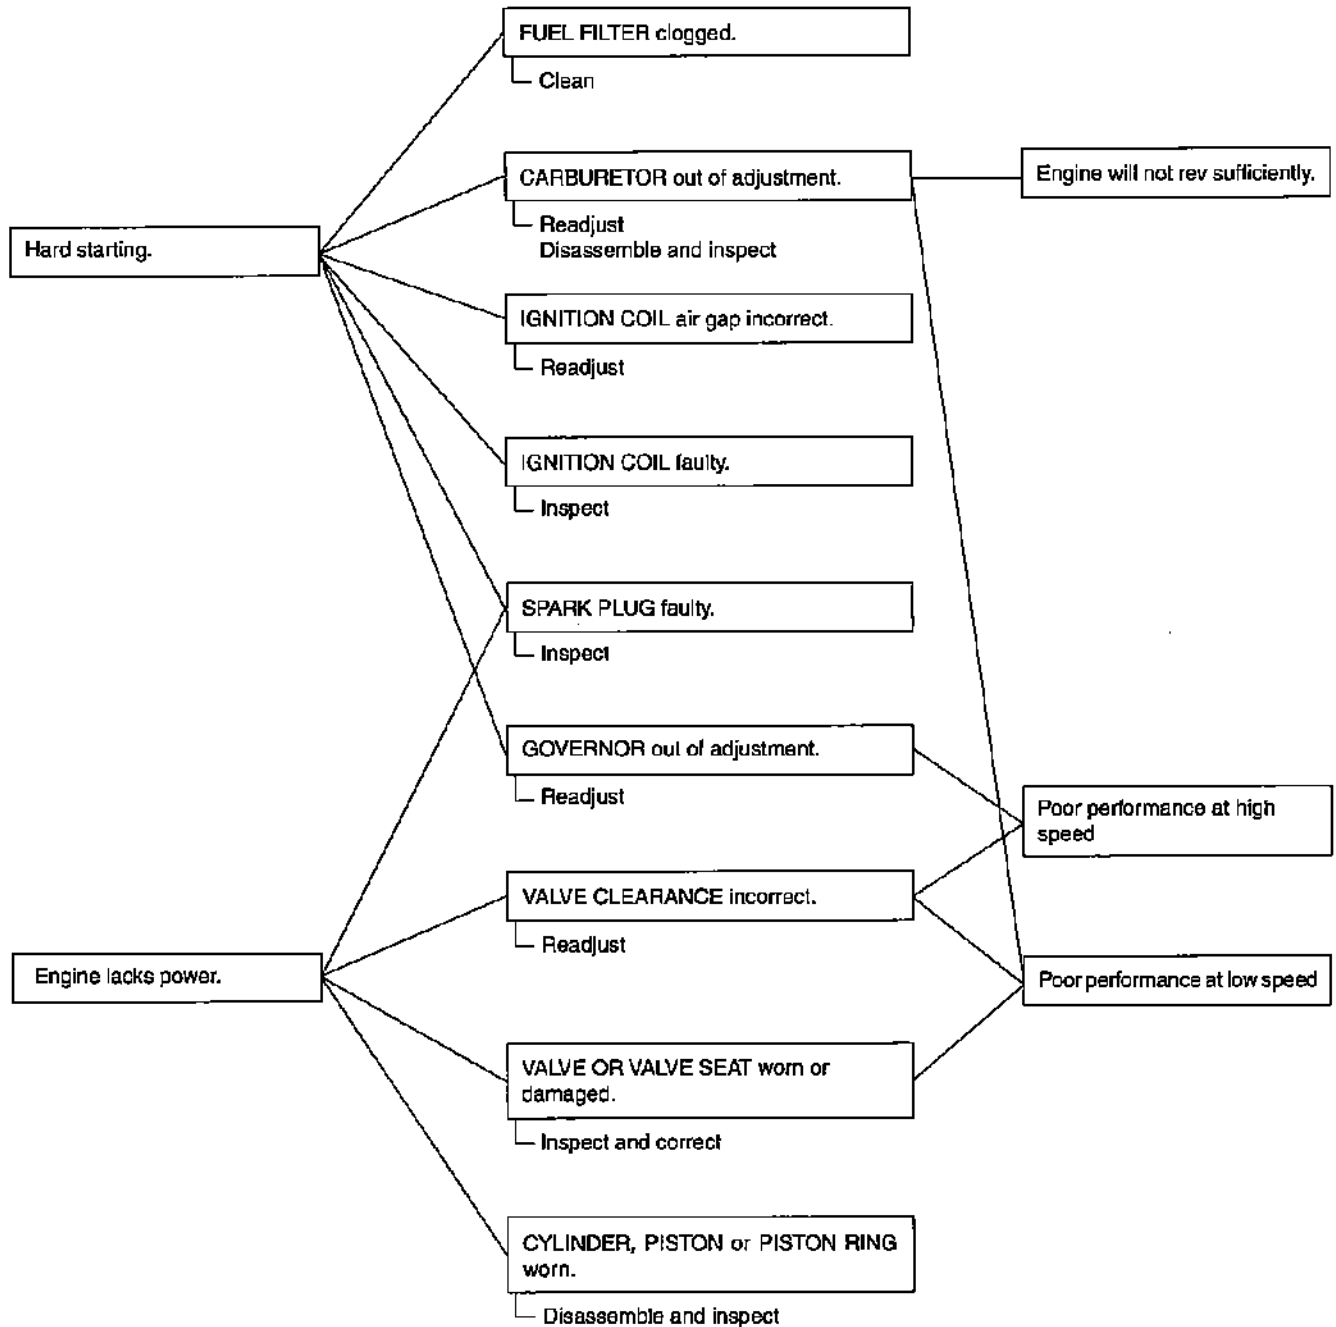 FUEL FILTER clogged.
Clean
CARBURETOR out of adjustment.
Readjust
Disassemble and inspect
Engine will not rev sufficiently.
Hard starting.
IGNITION COIL air gap incorrect.
Readjust
IGNITION COIL faulty.
Inspect
SPARK PLUG faulty.
Inspect
GOVERNOR out of adjustment.
Readjust
Poor performance at high
speed
VALVE CLEARANCE incorrect.
Readjust
Engine lacks power.
Poor performance at low speed
VALVE OR VALVE SEAT worn or
damaged.
Inspect and correct
CYLINDER, PISTON or PISTON RING
worn.
Disassemble and inspect